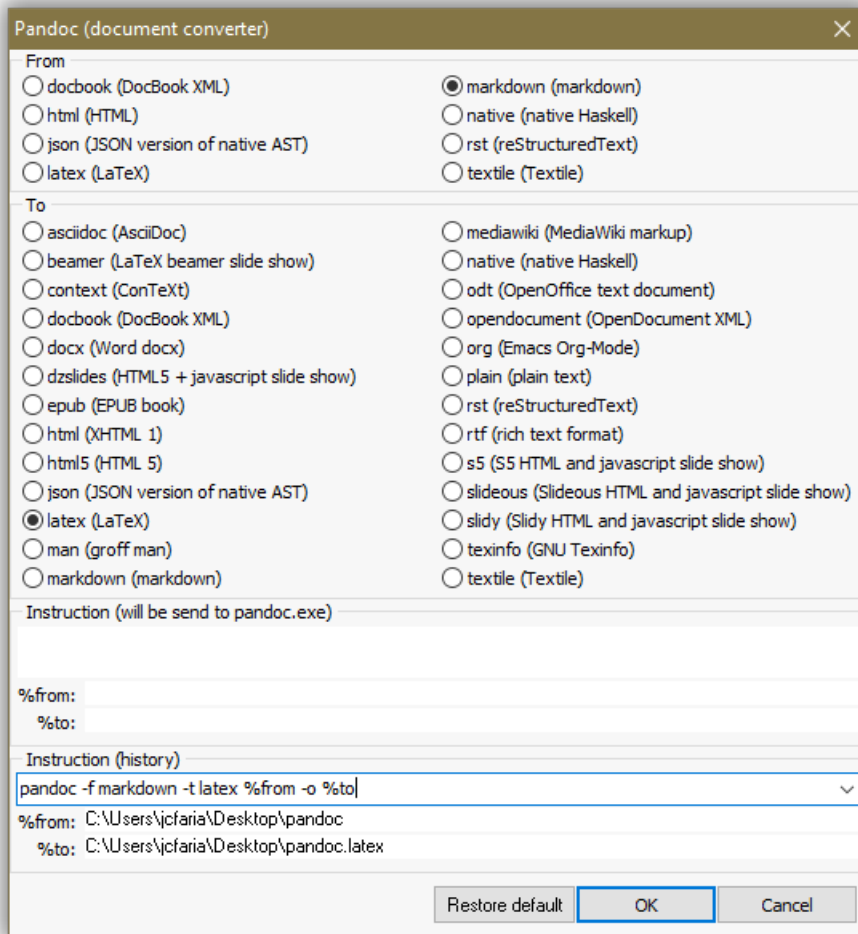 Pandoc (document converter)
From
docbook (DocBook XML)
html (HTML)
json (JSON version of native AST)
latex (LaTeX)
markdown (markdown)
native (native Haskell)
rst (reStructuredText)
textile (Textile)
To
asciidoc (AsciiDoc)
beamer (LaTeX beamer slide show)
context (ConTeXt)
docbook (DocBook XML)
docx (Word docx)
dzslides (HTML5 + javascript slide show)
epub (EPUB book)
html (XHTML 1)
html5 (HTML 5)
json (JSON version of native AST)
latex (LaTeX)
man (groff man)
markdown (markdown)
mediawiki (MediaWiki markup)
native (native Haskell)
odt (OpenOffice text document)
opendocument (OpenDocument XML)
org (Emacs Org-Mode)
plain (plain text)
rst (reStructuredText)
rtf (rich text format)
s5 (S5 HTML and javascript slide show)
slideous (Slideous HTML and javascript slide show)
slidy (Slidy HTML and javascript slide show)
texinfo (GNU Texinfo)
textile (Textile)
Instruction (will be send to pandoc.exe)
%from:
%to:
Instruction (history)
pandoc -f markdown -t latex %from -o %to
%from: C:\Users\jcfaria\Desktop\pandoc
%to: C:\Users\jcfaria\Desktop\pandoc.latex
Restore default OK Cancel